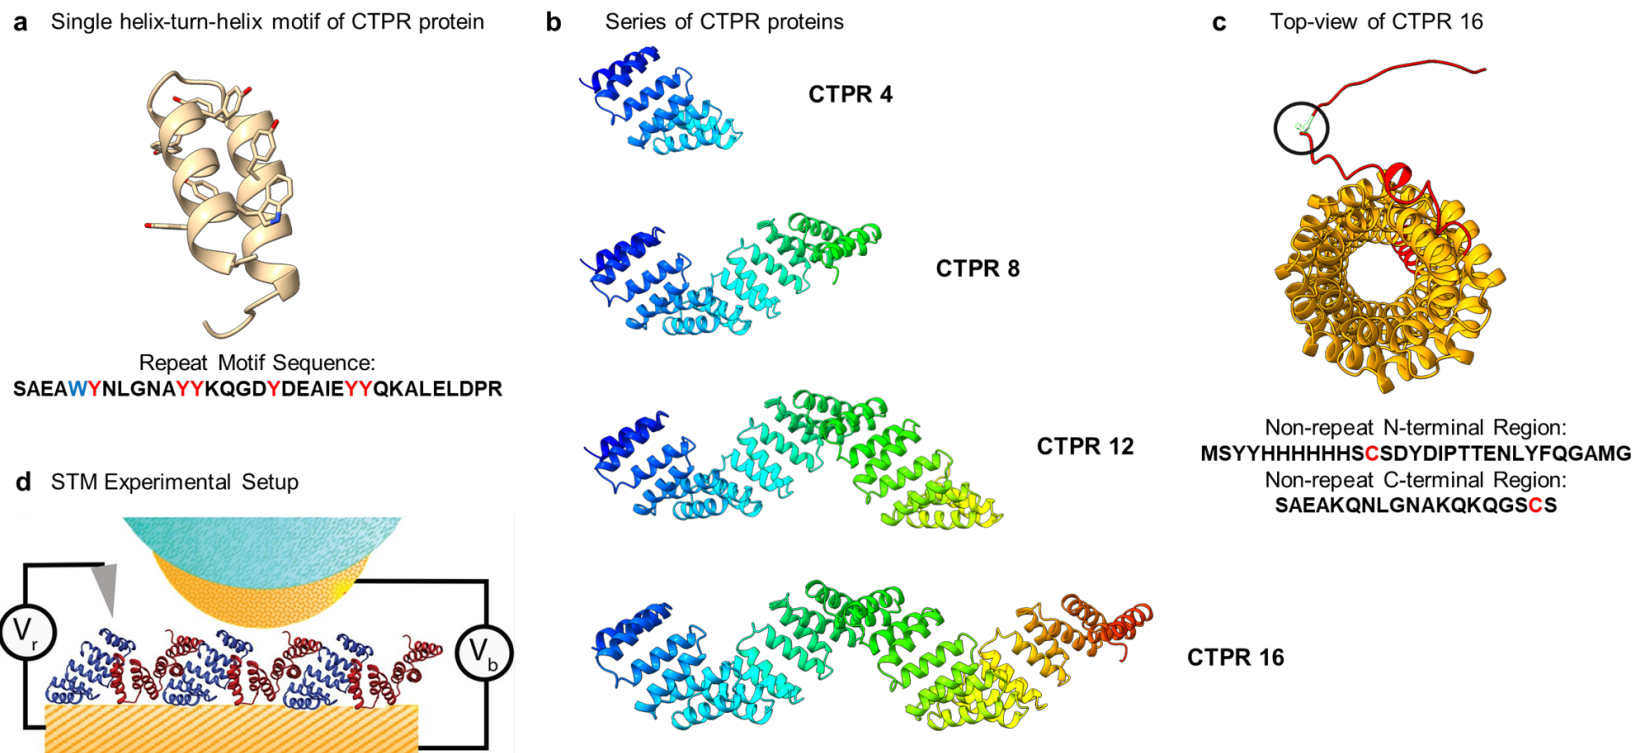 a Single helix-turn-helix motif of CTPR protein
Repeat Motif Sequence:
SAEAWYNLGNAYYKQGDYDEAIEYYQKALELDPR
b Series of CTPR proteins
CTPR 4
CTPR 8
CTPR 12
CTPR 16
c Top-view of CTPR 16
Non-repeat N-terminal Region:
MSYYHHHHHHHSCSDYDIPTTENLYFQGAMG
Non-repeat C-terminal Region:
SAEAKQNLGNAKQKQGSCS
d STM Experimental Setup
Vr
Vb